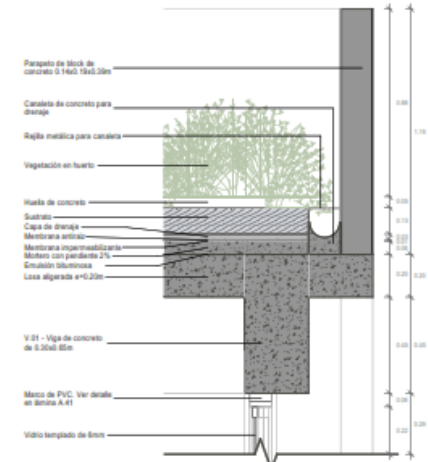 Parapeto de block de
concreto 0.14x0.19x0.39m
Canaleta de concreto para
drenaje
Rejilla metálica para canaleta
Vegetación en huerto
Huella de concreto
Sustrato
Capa de drenaje
Membrana antiraíz
Membrana impermeabilizante
Mortero con pendiente 2%
Emulsión bituminosa
Losa aligerada e=0.20m
V.01 - Viga de concreto
de 0.30x0.65m
Marco de PVC. Ver detalle
en lámina A.41
Vidrio templado de 6mm